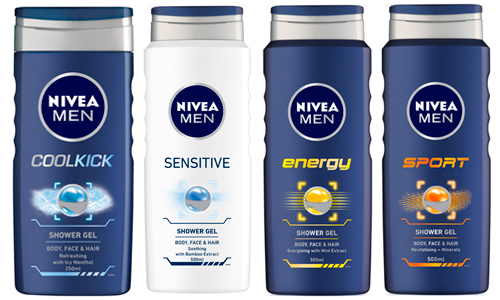 NIVEA
MEN
COOLKICK
SHOWER GEL
BODY, FACE & HAIR
Refreshing
with Icy Menthol
250ml
NIVEA
MEN
SENSITIVE
SHOWER GEL
BODY, FACE & HAIR
Soothing
with Bamboo Extract
500ml
NIVEA
MEN
energy
SHOWER GEL
BODY, FACE & HAIR
Energising with Mint Extract
500ml
NIVEA
MEN
SPORT
SHOWER GEL
BODY, FACE & HAIR
Revitalising + Minerals
500ml